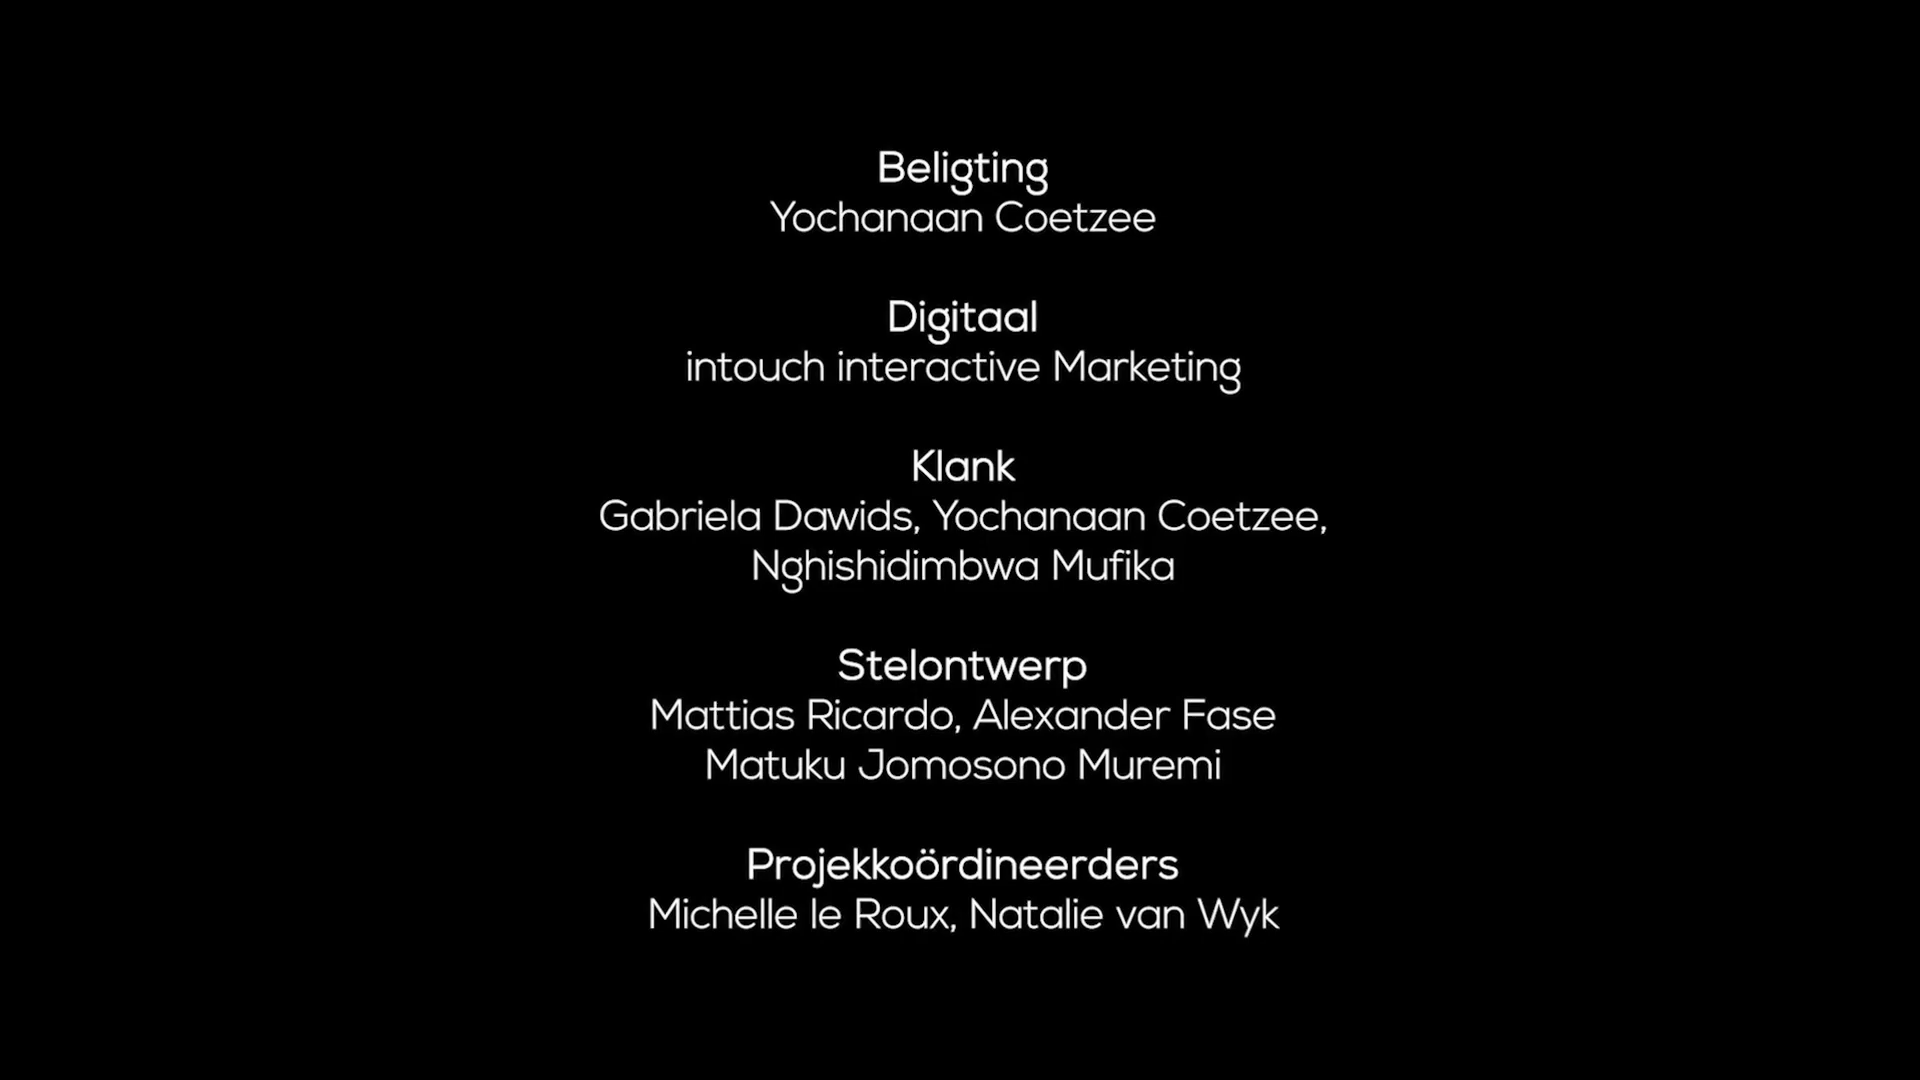 Beligting
Yochanaan Coetzee
Digitaal
intouch interactive Marketing
Klank
Gabriela Dawids, Yochanaan Coetzee,
Nghishidimbwa Mufika
Stelontwerp
Mattias Ricardo, Alexander Fase
Matuku Jomosono Muremi
Projekkoördineerders
Michelle le Roux, Natalie van Wyk